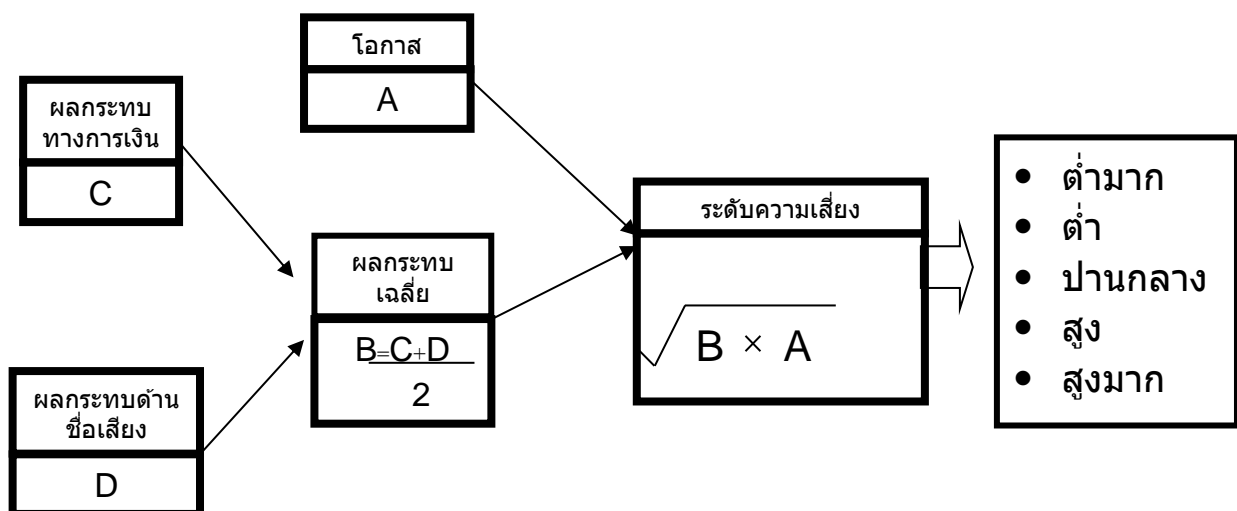 โอกาส
A
ผลกระทบ
ทางการเงิน
C
ผลกระทบ
เฉลี่ย
B=C+D
2
ผลกระทบด้าน
ชื่อเสียง
D
ระดับความเสี่ยง
√B × A
• ต่ำมาก
• ต่ำ
• ปานกลาง
• สูง
• สูงมาก